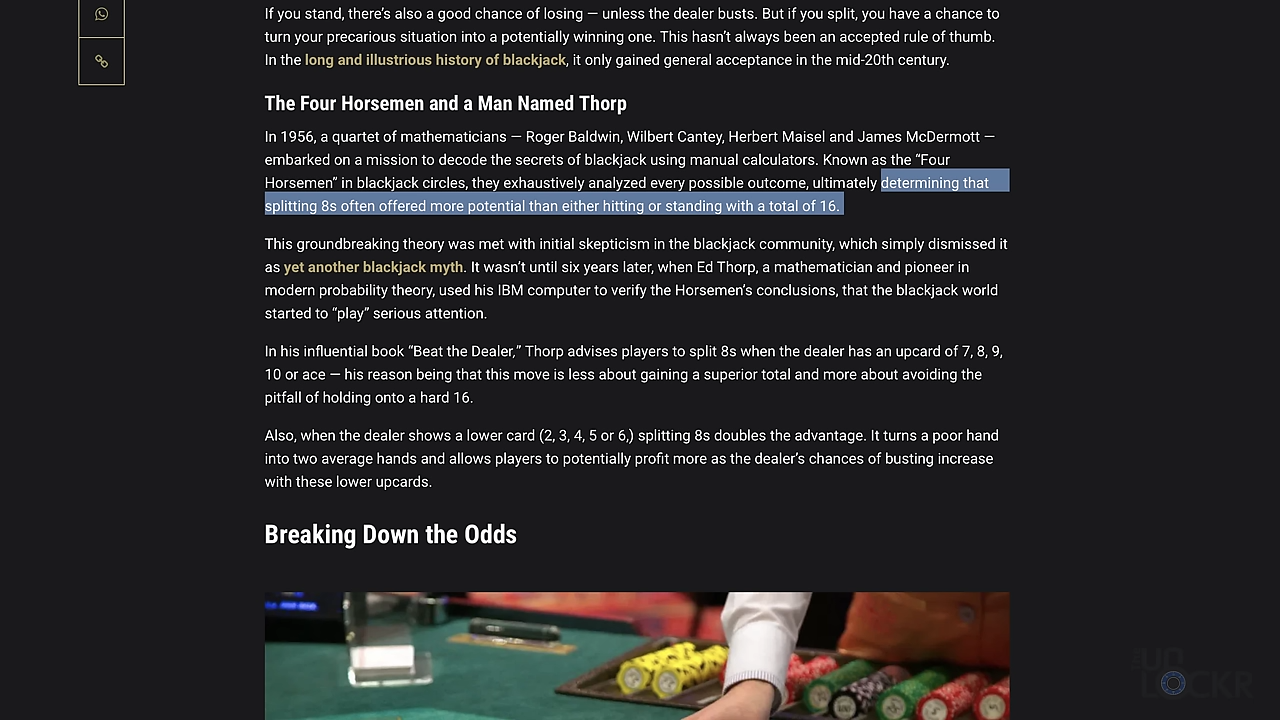 If you stand, there’s also a good chance of losing — unless the dealer busts. But if you split, you have a chance to
turn your precarious situation into a potentially winning one. This hasn’t always been an accepted rule of thumb.
In the long and illustrious history of blackjack, it only gained general acceptance in the mid-20th century.
The Four Horsemen and a Man Named Thorp
In 1956, a quartet of mathematicians — Roger Baldwin, Wilbert Cantey, Herbert Maisel and James McDermott —
embarked on a mission to decode the secrets of blackjack using manual calculators. Known as the “Four
Horsemen” in blackjack circles, they exhaustively analyzed every possible outcome, ultimately determining that
splitting 8s often offered more potential than either hitting or standing with a total of 16.
This groundbreaking theory was met with initial skepticism in the blackjack community, which simply dismissed it
as yet another blackjack myth. It wasn’t until six years later, when Ed Thorp, a mathematician and pioneer in
modern probability theory, used his IBM computer to verify the Horsemen’s conclusions, that the blackjack world
started to “play” serious attention.
In his influential book “Beat the Dealer,” Thorp advises players to split 8s when the dealer has an upcard of 7, 8, 9,
10 or ace — his reason being that this move is less about gaining a superior total and more about avoiding the
pitfall of holding onto a hard 16.
Also, when the dealer shows a lower card (2, 3, 4, 5 or 6,) splitting 8s doubles the advantage. It turns a poor hand
into two average hands and allows players to potentially profit more as the dealer’s chances of busting increase
with these lower upcards.
Breaking Down the Odds
UN
LOCKR